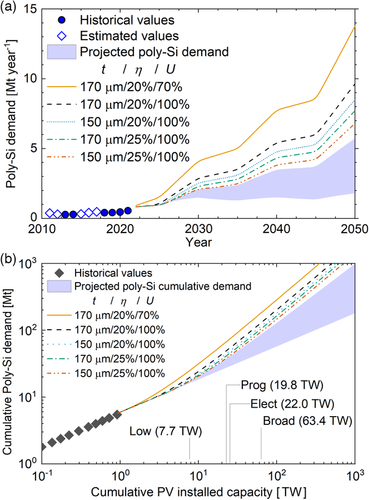 (a)
Historical values
Estimated values
Projected poly-Si demand
t / η / U
170 μm/20%/70%
170 μm/20%/100%
150 μm/20%/100%
170 μm/25%/100%
150 μm/25%/100%
Poly-Si demand [Mt year-1]
15
10
5
0
2010 2020 2030 2040 2050
Year
(b)
Historical values
Projected poly-Si cumulative demand
t / η / U
170 μm/20%/70%
170 μm/20%/100%
150 μm/20%/100%
170 μm/25%/100%
150 μm/25%/100%
Cumulative Poly-Si demand [Mt]
10³
10²
10¹
10⁰
Prog (19.8 TW)
Elect (22.0 TW)
Low (7.7 TW)
Broad (63.4 TW)
10-1 10⁰ 10¹ 10² 10³
Cumulative PV installed capacity [TW]